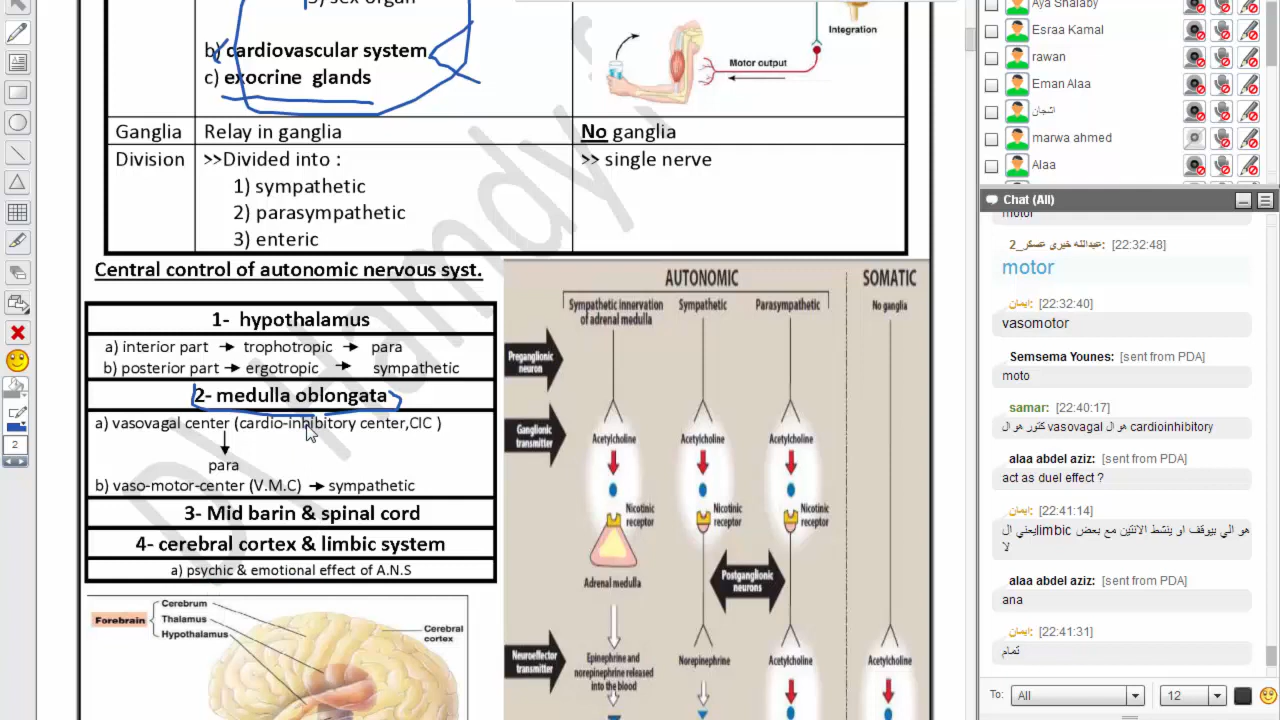 3) sex organ
b) cardiovascular system
c) exocrine glands
Integration
Motor output
Ganglia
Relay in ganglia
No ganglia
Division
>>Divided into :
>> single nerve
1) sympathetic
2) parasympathetic
3) enteric
Central control of autonomic nervous syst.
1- hypothalamus
a) interior part → trophotropic → para
b) posterior part → ergotropic → sympathetic
2- medulla oblongata
a) vasovagal center (cardio-inhibitory center,CIC )
para
b) vaso-motor-center (V.M.C) → sympathetic
3- Mid barin & spinal cord
4- cerebral cortex & limbic system
a) psychic & emotional effect of A.N.S
Forebrain
Cerebrum
Thalamus
Hypothalamus
Cerebral
cortex
AUTONOMIC
SOMATIC
Sympathetic innervation
of adrenal medulla
Sympathetic
Parasympathetic
No ganglia
Preganglionic
neuron
Ganglionic
transmitter
Acetylcholine
Acetylcholine
Acetylcholine
Nicotinic
receptor
Nicotinic
receptor
Nicotinic
receptor
Adrenal medulla
Postganglionic
neurons
Neuroeffector
transmitter
Epinephrine and
norepinephrine released
into the blood
Norepinephrine
Acetylcholine
Acetylcholine
Dr Hamdy
2
Aya Shalaby
Esraa Kamal
rawan
Eman Alaa
marwa ahmed
Alaa
Chat (All)
motor
عبدالله خيري عسكر_2: [22:32:48]
motor
ايمان: [22:32:40]
vasomotor
Semsema Younes: [sent from PDA]
moto
samar: [22:40:17]
كتور هو ال vasovagal هو ال cardioinhibitory
alaa abdel aziz: [sent from PDA]
act as duel effect ?
ايمان: [22:41:14]
هو الي بيوقف او ينشط الاتنين مع بعض limbicيعني ال
لا
alaa abdel aziz: [sent from PDA]
ana
ايمان: [22:41:31]
تمام
To:
All
12